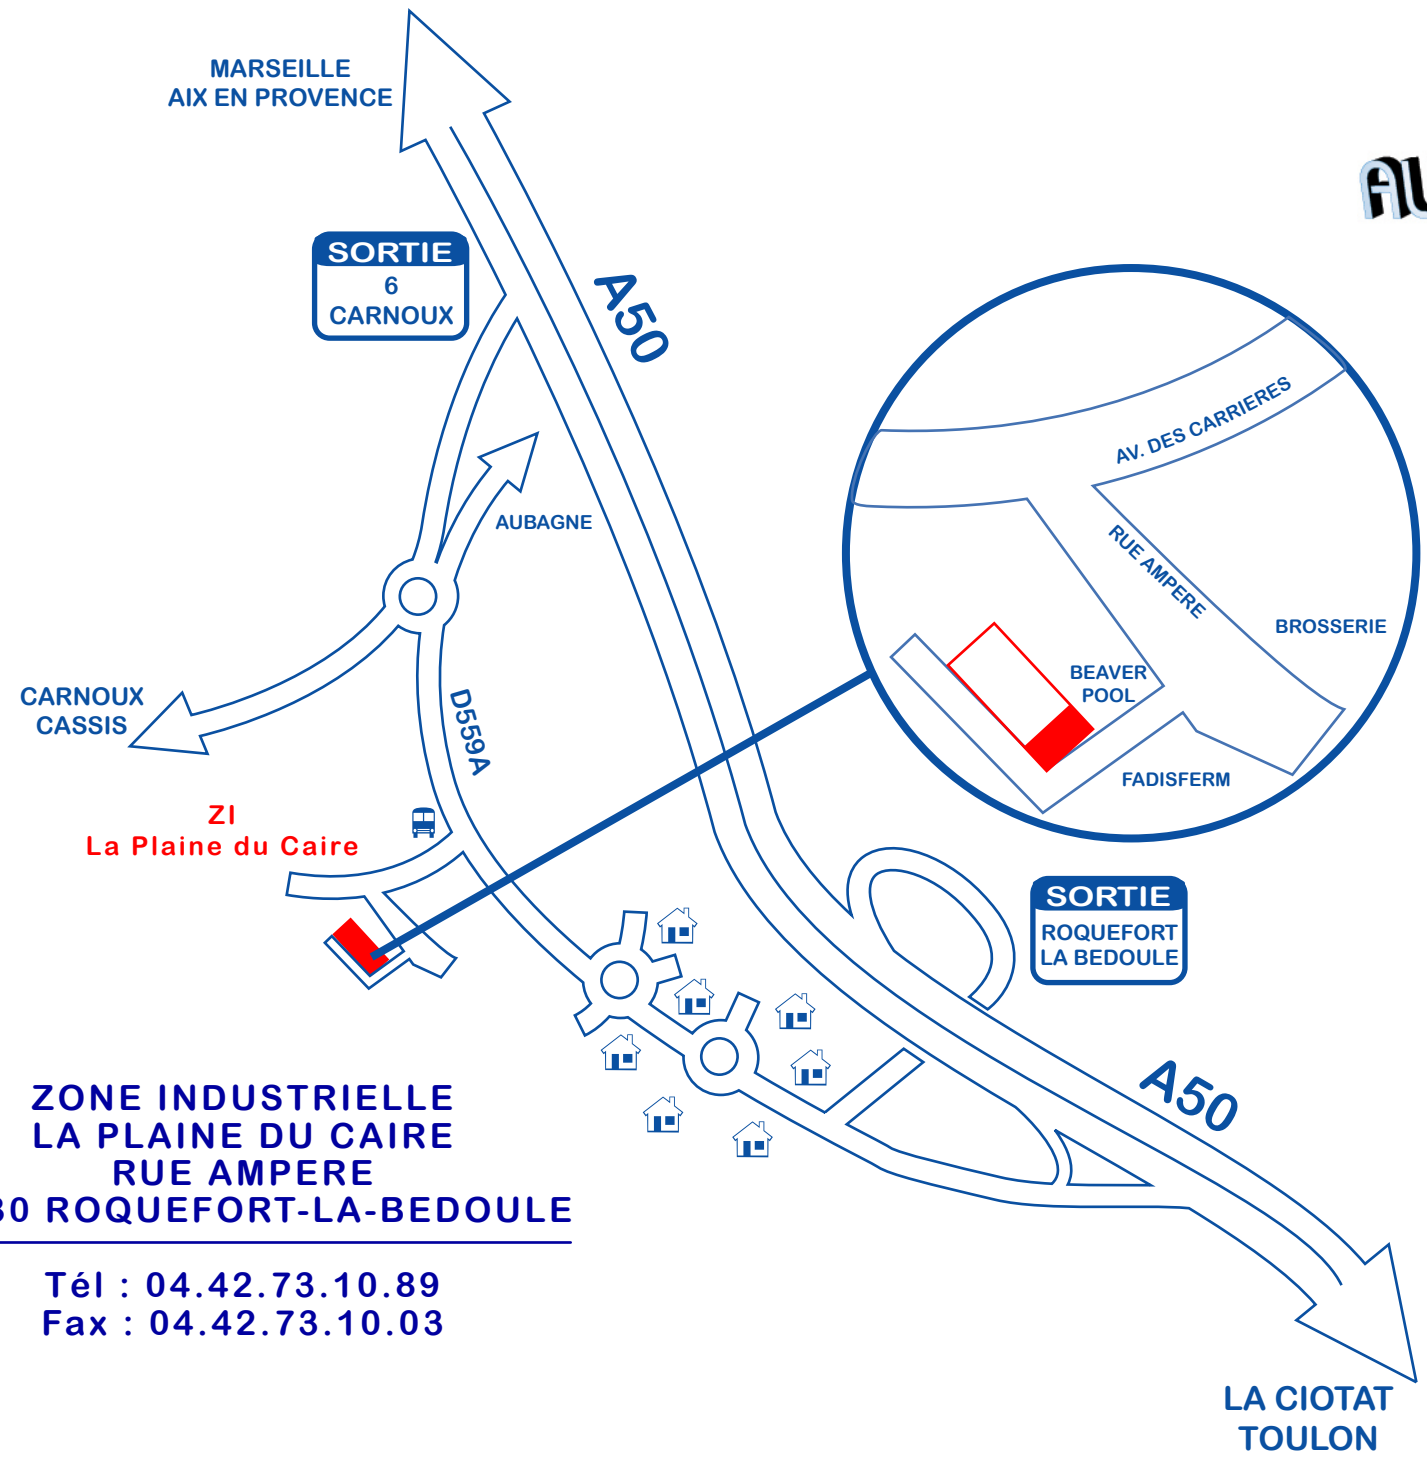 MARSEILLE
AIX EN PROVENCE
SORTIE
6
CARNOUX
A50
AUBAGNE
CARNOUX
CASSIS
D559A
ZI
La Plaine du Caire
AV. DES CARRIERES
RUE AMPERE
BROSSERIE
BEAVER
POOL
FADISFERM
SORTIE
ROQUEFORT
LA BEDOULE
A50
ZONE INDUSTRIELLE
LA PLAINE DU CAIRE
RUE AMPERE
30 ROQUEFORT-LA-BEDOULE
Tél : 04.42.73.10.89
Fax : 04.42.73.10.03
LA CIOTAT
TOULON